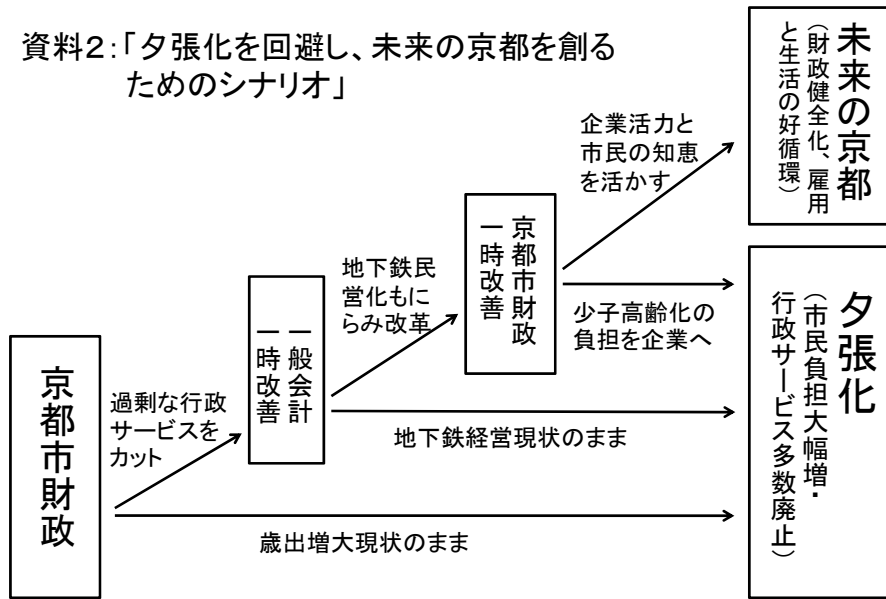 資料2:「夕張化を回避し、未来の京都を創る
ためのシナリオ」
京都市財政
過剰な行政
サービスを
カット
歳出増大現状のまま
一般会計
一時改善
地下鉄民
営化もに
らみ改革
地下鉄経営現状のまま
京都市財政
一時改善
企業活力と
市民の知恵
を活かす
少子高齢化の
負担を企業へ
未来の京都
(財政健全化、雇用
と生活の好循環)
夕張化
(市民負担大幅増・
行政サービス多数廃止)